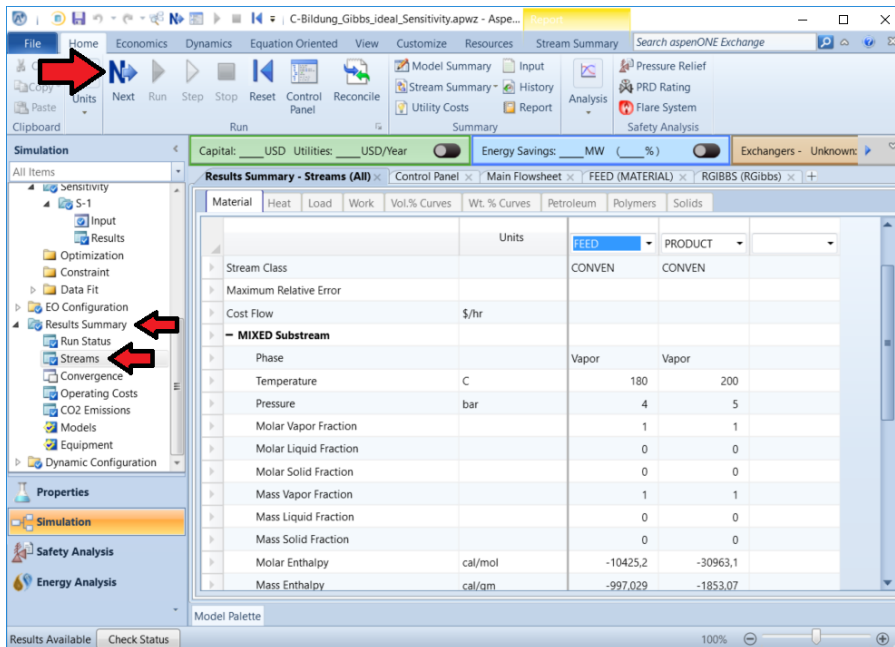 C-Bildung_Gibbs_ideal_Sensitivity.apwz - Aspe...
Report
File Home Economics Dynamics Equation Oriented View Customize Resources Stream Summary Search aspenONE Exchange
Model Summary Input Pressure Relief
Copy
Stream Summary History PRD Rating
Paste Units Next Run Step Stop Reset Control Panel Reconcile
Utility Costs Report Analysis Flare System
Clipboard Run Summary Safety Analysis
Simulation
Capital: ____USD Utilities: ____USD/Year Energy Savings: ____MW (____%) Exchangers - Unknown:
All Items
Results Summary - Streams (All) Control Panel Main Flowsheet FEED (MATERIAL) RGIBBS (RGibbs) +
Material Heat Load Work Vol.% Curves Wt. % Curves Petroleum Polymers Solids
Sensitivity
S-1
Input
Results
Optimization
Constraint
Data Fit
EO Configuration
Results Summary
Run Status
Streams
Convergence
Operating Costs
CO2 Emissions
Models
Equipment
Dynamic Configuration
Properties
Simulation
Safety Analysis
Energy Analysis
Units FEED PRODUCT
Stream Class CONVEN CONVEN
Maximum Relative Error
Cost Flow $/hr
− MIXED Substream
Phase Vapor Vapor
Temperature C 180 200
Pressure bar 4 5
Molar Vapor Fraction 1 1
Molar Liquid Fraction 0 0
Molar Solid Fraction 0 0
Mass Vapor Fraction 1 1
Mass Liquid Fraction 0 0
Mass Solid Fraction 0 0
Molar Enthalpy cal/mol -10425,2 -30963,1
Mass Enthalpy cal/gm -997,029 -1853,07
Model Palette
Results Available Check Status 100%